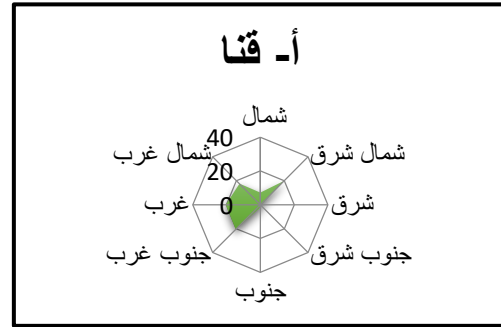 أ- قنا
شمال
شمال شرق
شرق
جنوب شرق
جنوب
جنوب غرب
غرب
شمال غرب
40
20
0